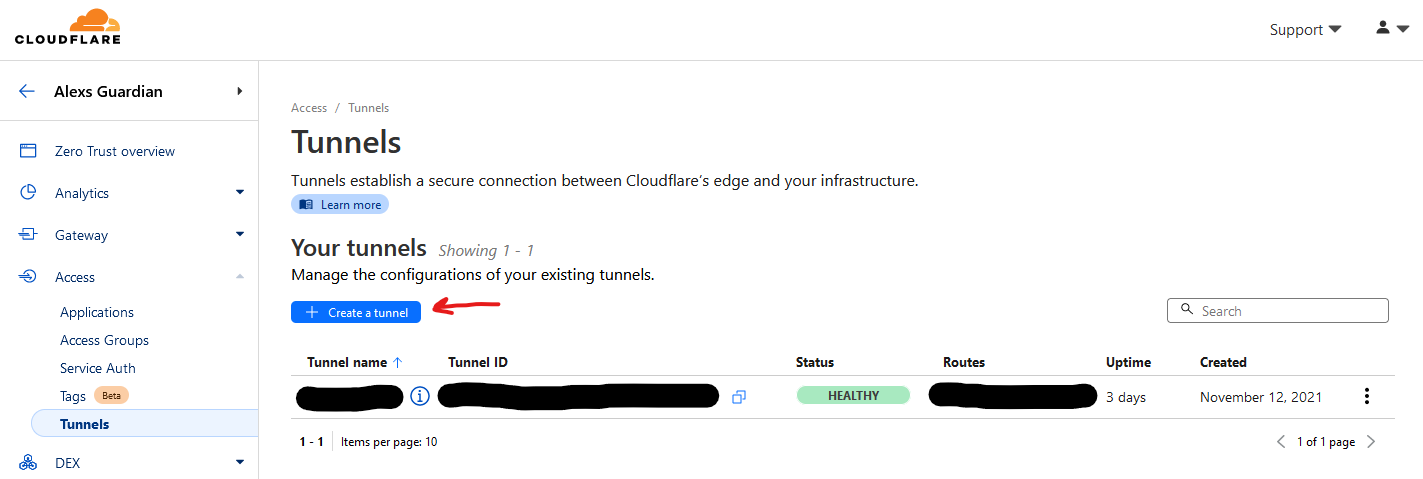 CLOUDFLARE
Support
Alexs Guardian
Zero Trust overview
Analytics
Gateway
Access
Applications
Access Groups
Service Auth
Tags Beta
Tunnels
DEX
Access / Tunnels
Tunnels
Tunnels establish a secure connection between Cloudflare's edge and your infrastructure.
Learn more
Your tunnels Showing 1 - 1
Manage the configurations of your existing tunnels.
+ Create a tunnel
Search
Tunnel name ↑ Tunnel ID Status Routes Uptime Created
HEALTHY 3 days November 12, 2021
1 - 1 Items per page: 10
1 of 1 page